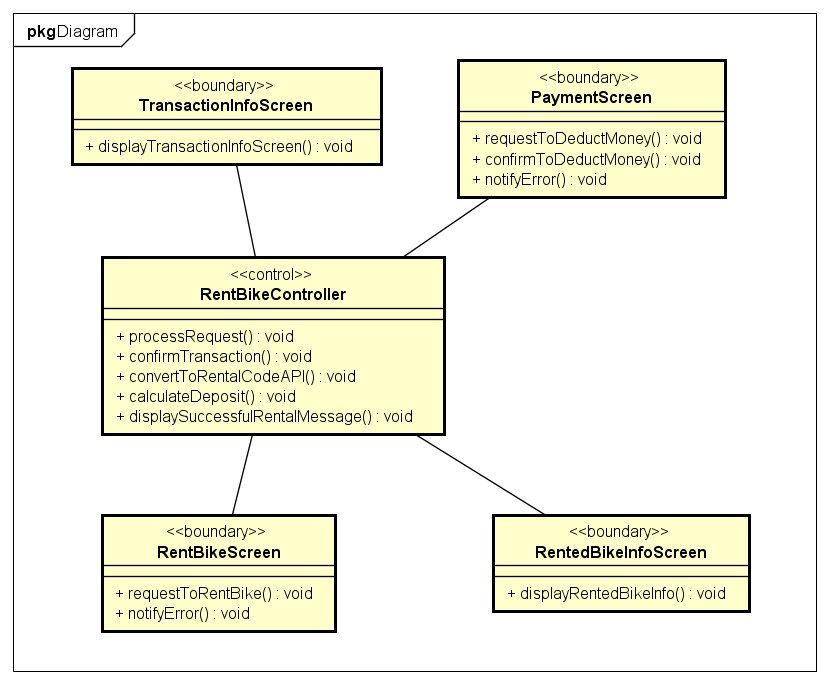 pkgDiagram
<<boundary>>
TransactionInfoScreen
+ displayTransactionInfoScreen() : void
<<boundary>>
PaymentScreen
+ requestToDeductMoney() : void
+ confirmToDeductMoney() : void
+ notifyError() : void
<<control>>
RentBikeController
+ processRequest() : void
+ confirmTransaction() : void
+ convertToRentalCodeAPI() : void
+ calculateDeposit() : void
+ displaySuccessfulRentalMessage() : void
<<boundary>>
RentBikeScreen
+ requestToRentBike() : void
+ notifyError() : void
<<boundary>>
RentedBikeInfoScreen
+ displayRentedBikeInfo() : void